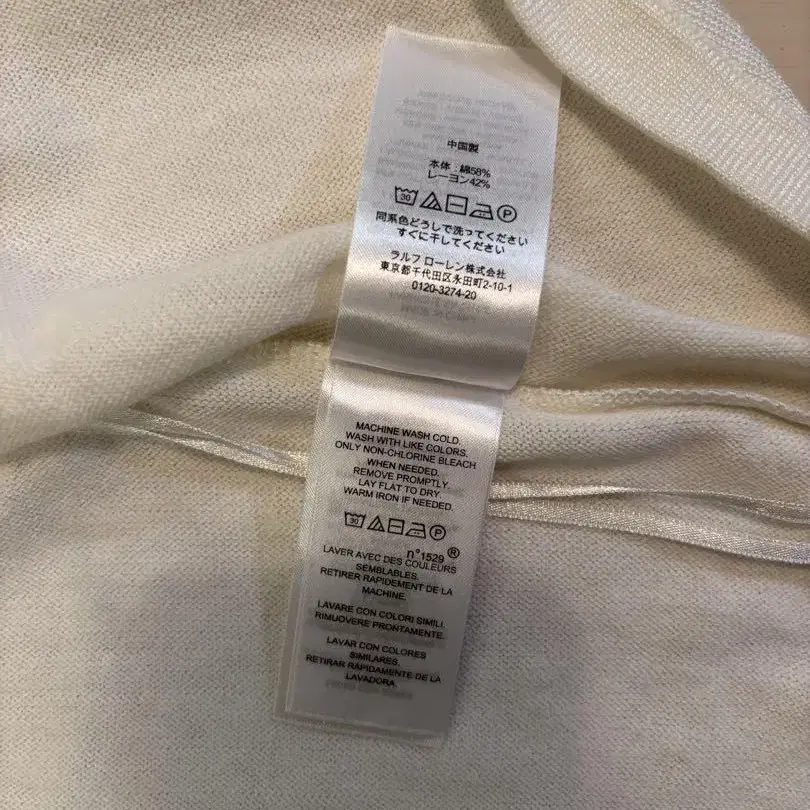 中国製
本体：綿58%
レーヨン42%
30 P
同系色どうしで洗ってください
すぐに干してください
ラルフ ローレン株式会社
東京都千代田区永田町2-10-1
0120-3274-20
MACHINE WASH COLD.
WASH WITH LIKE COLORS.
ONLY NON-CHLORINE BLEACH
WHEN NEEDED.
REMOVE PROMPTLY.
LAY FLAT TO DRY.
WARM IRON IF NEEDED.
30 P
n°1529 ®
LAVER AVEC DES COULEURS
SEMBLABLES.
RETIRER RAPIDEMENT DE LA
MACHINE.
LAVARE CON COLORI SIMILI.
RIMUOVERE PRONTAMENTE.
LAVAR CON COLORES
SIMILARES.
RETIRAR RÁPIDAMENTE DE LA
LAVADORA.